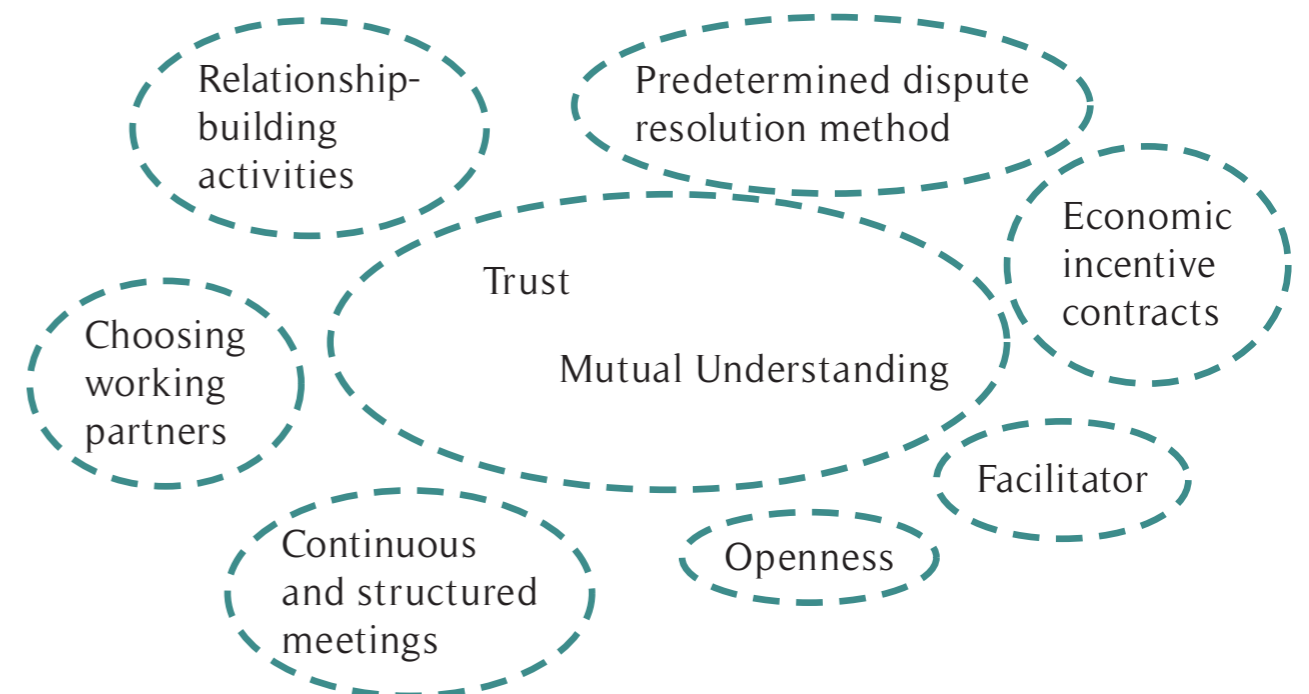 Relationship-
building
activities
Predetermined dispute
resolution method
Economic
incentive
contracts
Trust
Mutual Understanding
Choosing
working
partners
Facilitator
Continuous
and structured
meetings
Openness